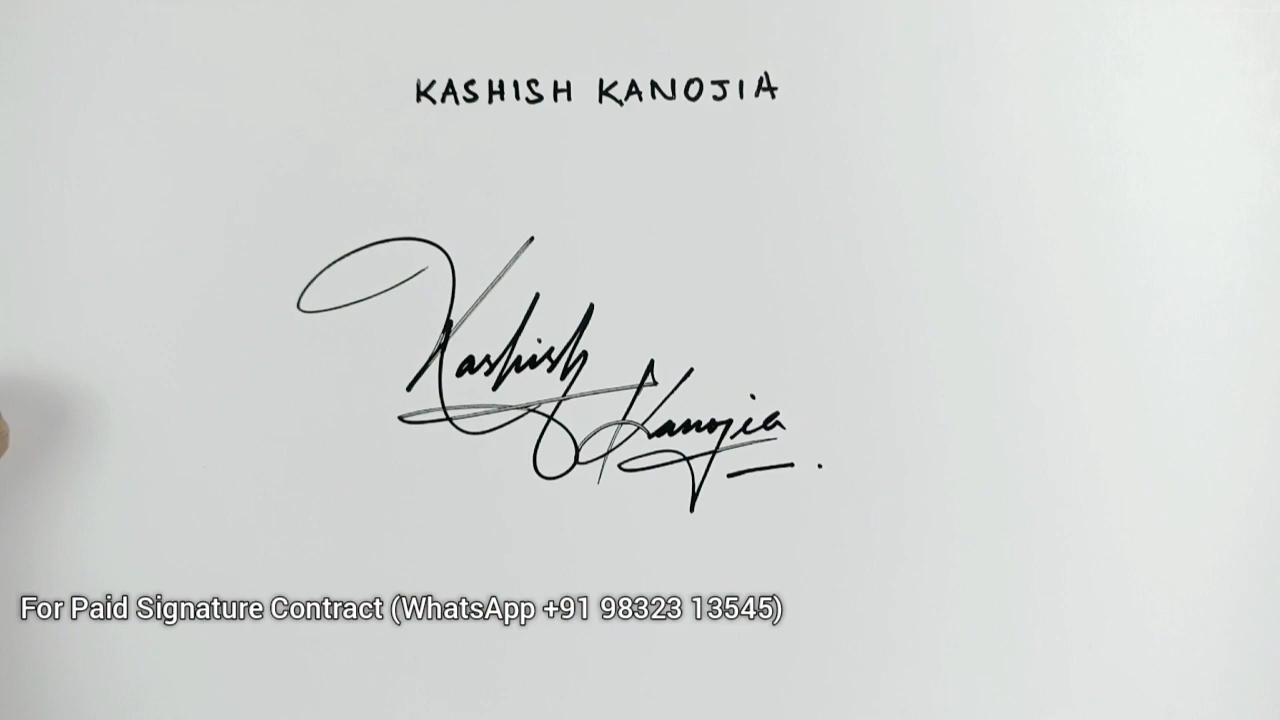 KASHISH KANOJIA
Kashish
Kanojia
For Paid Signature Contract (WhatsApp +91 98323 13545)